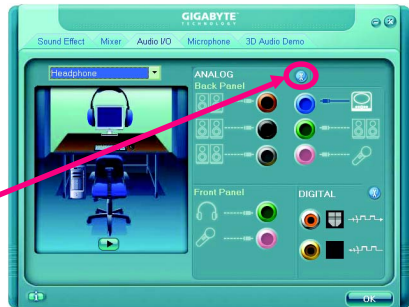 GIGABYTE
TECHNOLOGY
Sound Effect Mixer Audio I/O Microphone 3D Audio Demo
Headphone
ANALOG
Back Panel
Front Panel
DIGITAL
OK